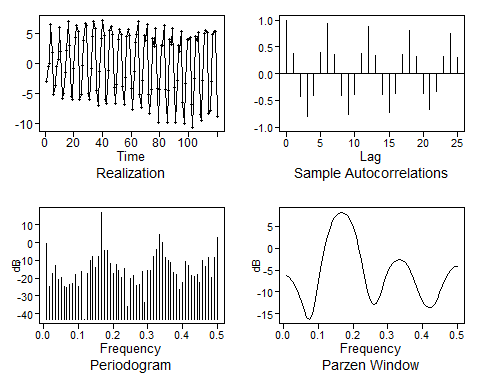 5
0
-5
-10
0 20 40 60 80 100
Time
Realization
1.0
0.5
0.0
-0.5
-1.0
0 5 10 15 20 25
Lag
Sample Autocorrelations
10
0
-10
-20
-30
-40
dB
0.0 0.1 0.2 0.3 0.4 0.5
Frequency
Periodogram
5
0
-5
-10
-15
dB
0.0 0.1 0.2 0.3 0.4 0.5
Frequency
Parzen Window